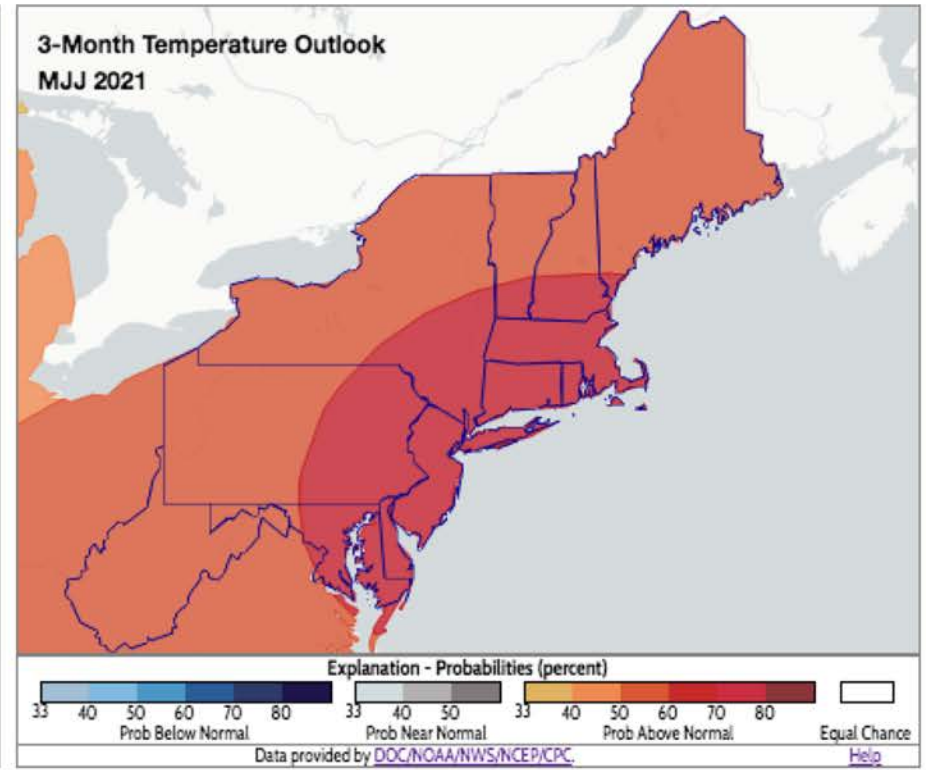 3-Month Temperature Outlook
MJJ 2021
Explanation - Probabilities (percent)
33 40 50 60 70 80 33 40 50 33 40 50 60 70 80
Prob Below Normal Prob Near Normal Prob Above Normal Equal Chance
Data provided by DOC/NOAA/NWS/NCEP/CPC. Help